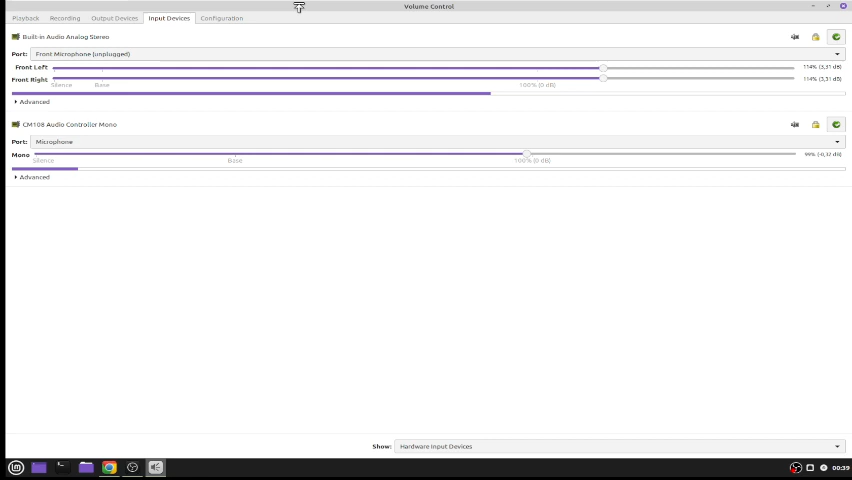 Volume Control
Playback Recording Output Devices Input Devices Configuration
Built-in Audio Analog Stereo
Port: Front Microphone (unplugged)
Front Left 114% (3,31 dB)
Front Right 114% (3,31 dB)
Silence Base 100% (0 dB)
Advanced
CM108 Audio Controller Mono
Port: Microphone
Mono 99% (-0,37 dB)
Silence Base 100% (0 dB)
Advanced
Show: Hardware Input Devices
00:39